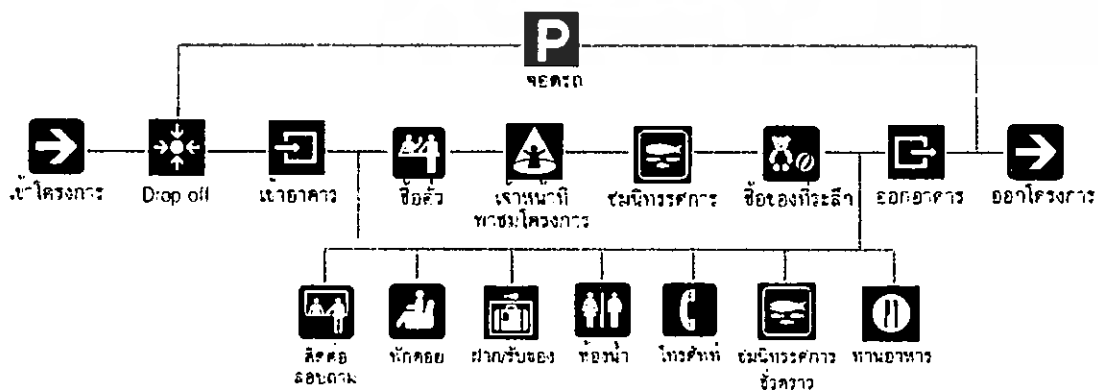 P
จอดรถ
เข้าโครงการ
Drop off
เข้าอาคาร
ซื้อตั๋ว
เจ้าหน้าที่
พาชมโครงการ
ชมนิทรรศการ
ซื้อของที่ระลึก
ออกอาคาร
ออกโครงการ
ติดต่อ
สอบถาม
พักคอย
ฝาก/รับของ
ห้องน้ำ
โทรศัพท์
ชมนิทรรศการ
ชั่วคราว
ทานอาหาร